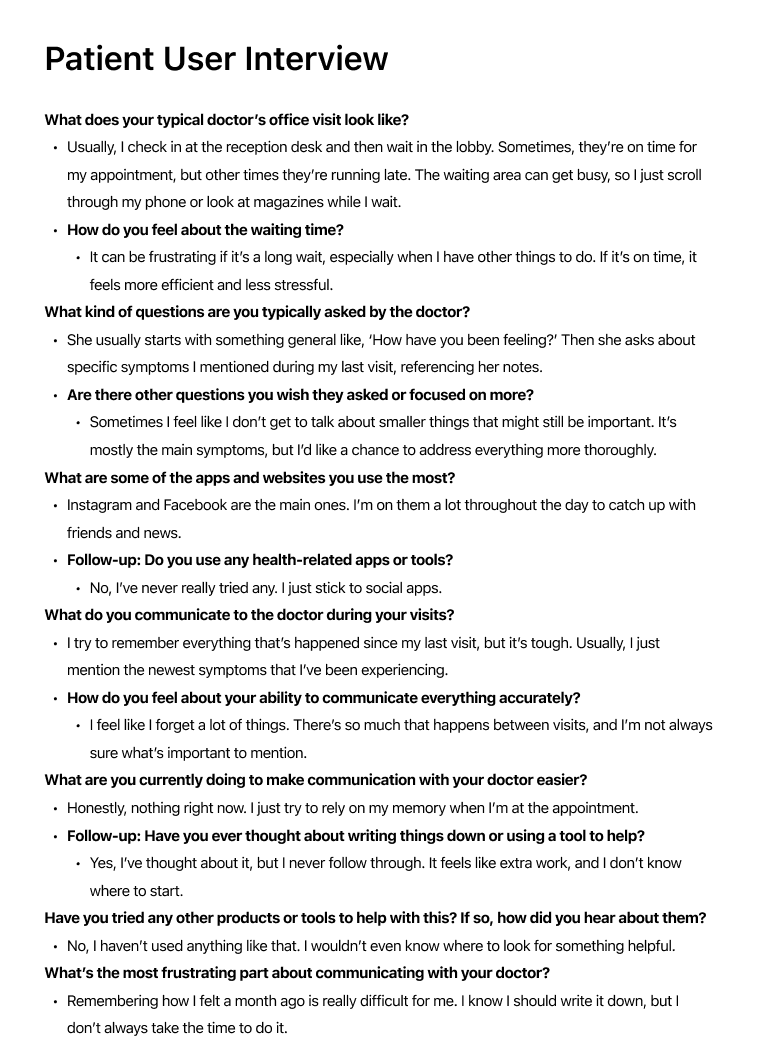 Patient User Interview
What does your typical doctor’s office visit look like?
• Usually, I check in at the reception desk and then wait in the lobby. Sometimes, they’re on time for
my appointment, but other times they’re running late. The waiting area can get busy, so I just scroll
through my phone or look at magazines while I wait.
• How do you feel about the waiting time?
• It can be frustrating if it’s a long wait, especially when I have other things to do. If it’s on time, it
feels more efficient and less stressful.
What kind of questions are you typically asked by the doctor?
• She usually starts with something general like, ‘How have you been feeling?’ Then she asks about
specific symptoms I mentioned during my last visit, referencing her notes.
• Are there other questions you wish they asked or focused on more?
• Sometimes I feel like I don’t get to talk about smaller things that might still be important. It’s
mostly the main symptoms, but I’d like a chance to address everything more thoroughly.
What are some of the apps and websites you use the most?
• Instagram and Facebook are the main ones. I’m on them a lot throughout the day to catch up with
friends and news.
• Follow-up: Do you use any health-related apps or tools?
• No, I’ve never really tried any. I just stick to social apps.
What do you communicate to the doctor during your visits?
• I try to remember everything that’s happened since my last visit, but it’s tough. Usually, I just
mention the newest symptoms that I’ve been experiencing.
• How do you feel about your ability to communicate everything accurately?
• I feel like I forget a lot of things. There’s so much that happens between visits, and I’m not always
sure what’s important to mention.
What are you currently doing to make communication with your doctor easier?
• Honestly, nothing right now. I just try to rely on my memory when I’m at the appointment.
• Follow-up: Have you ever thought about writing things down or using a tool to help?
• Yes, I’ve thought about it, but I never follow through. It feels like extra work, and I don’t know
where to start.
Have you tried any other products or tools to help with this? If so, how did you hear about them?
• No, I haven’t used anything like that. I wouldn’t even know where to look for something helpful.
What’s the most frustrating part about communicating with your doctor?
• Remembering how I felt a month ago is really difficult for me. I know I should write it down, but I
don’t always take the time to do it.